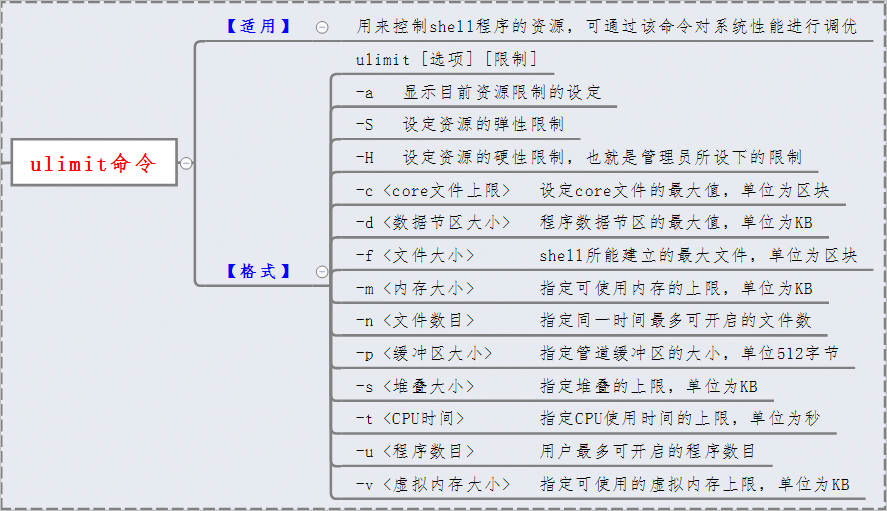 【适用】 用来控制shell程序的资源，可通过该命令对系统性能进行调优
ulimit命令
【格式】
ulimit [选项] [限制]
-a 显示目前资源限制的设定
-S 设定资源的弹性限制
-H 设定资源的硬性限制，也就是管理员所设下的限制
-c <core文件上限> 设定core文件的最大值，单位为区块
-d <数据节区大小> 程序数据节区的最大值，单位为KB
-f <文件大小> shell所能建立的最大文件，单位为区块
-m <内存大小> 指定可使用内存的上限，单位为KB
-n <文件数目> 指定同一时间最多可开启的文件数
-p <缓冲区大小> 指定管道缓冲区的大小，单位512字节
-s <堆叠大小> 指定堆叠的上限，单位为KB
-t <CPU时间> 指定CPU使用时间的上限，单位为秒
-u <程序数目> 用户最多可开启的程序数目
-v <虚拟内存大小> 指定可使用的虚拟内存上限，单位为KB